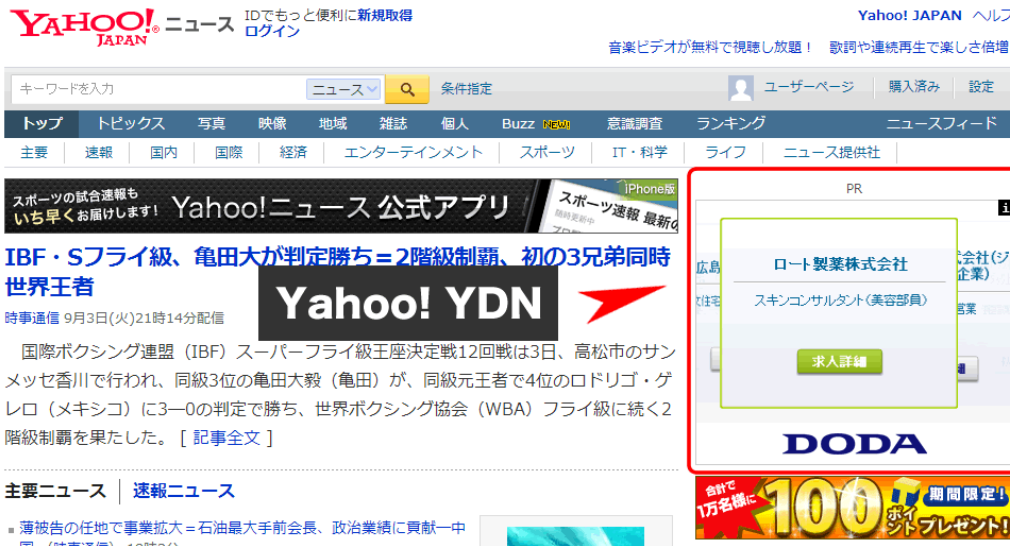 YAHOO! JAPAN ニュース
IDでもっと便利に新規取得
ログイン
Yahoo! JAPAN ヘルプ
音楽ビデオが無料で視聴し放題！ 歌詞や連続再生で楽しさ倍増
キーワードを入力 ニュース 条件指定 ユーザーページ 購入済み 設定
トップ トピックス 写真 映像 地域 雑誌 個人 Buzz NEW! 意識調査 ランキング ニュースフィード
主要 速報 国内 国際 経済 エンターテインメント スポーツ IT・科学 ライフ ニュース提供社
スポーツの試合速報も
いち早くお届けします!
Yahoo!ニュース 公式アプリ
スポーツ速報 最新の
随時更新中
iPhone版
IBF・Sフライ級、亀田大が判定勝ち＝2階級制覇、初の3兄弟同時
世界王者
時事通信 9月3日(火)21時14分配信
Yahoo! YDN
国際ボクシング連盟（IBF）スーパーフライ級王座決定戦12回戦は3日、高松市のサン
メッセ香川で行われ、同級3位の亀田大毅（亀田）が、同級元王者で4位のロドリゴ・ゲ
レロ（メキシコ）に3―0の判定で勝ち、世界ボクシング協会（WBA）フライ級に続く2
階級制覇を果たした。 [ 記事全文 ]
主要ニュース 速報ニュース
薄被告の任地で事業拡大＝石油最大手前会長、政治業績に貢献―中
PR
i
広島
ロート製薬株式会社
式会社(ジ
企業)
スキンコンサルタント(美容部員)
営業
求人詳細
DODA
合計で
1万名様に
100
ポイント
期間限定!
プレゼント!